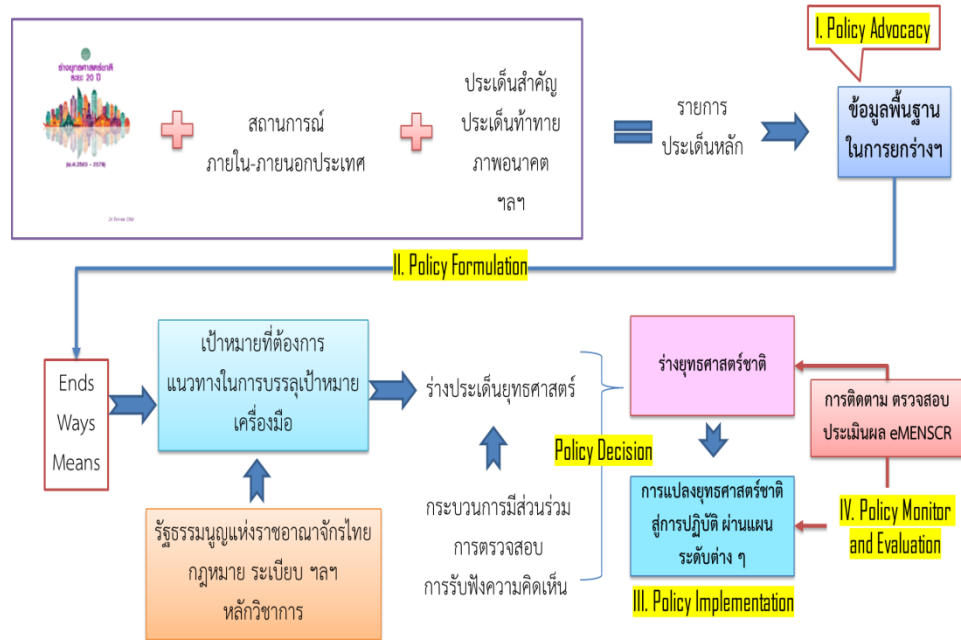 I. Policy Advocacy
ร่างยุทธศาสตร์ชาติ
ระยะ 20 ปี
สถานการณ์
ภายใน-ภายนอกประเทศ
ประเด็นสำคัญ
ประเด็นท้าทาย
ภาพอนาคต
ฯลฯ
รายการ
ประเด็นหลัก
ข้อมูลพื้นฐาน
ในการยกร่างฯ
II. Policy Formulation
Ends
Ways
Means
เป้าหมายที่ต้องการ
แนวทางในการบรรลุเป้าหมาย
เครื่องมือ
รัฐธรรมนูญแห่งราชอาณาจักรไทย
กฎหมาย ระเบียบ ฯลฯ
หลักวิชาการ
ร่างประเด็นยุทธศาสตร์
กระบวนการมีส่วนร่วม
การตรวจสอบ
การรับฟังความคิดเห็น
Policy Decision
ร่างยุทธศาสตร์ชาติ
การแปลงยุทธศาสตร์ชาติ
สู่การปฏิบัติ ผ่านแผน
ระดับต่าง ๆ
III. Policy Implementation
การติดตาม ตรวจสอบ
ประเมินผล eMENSCR
IV. Policy Monitor
and Evaluation